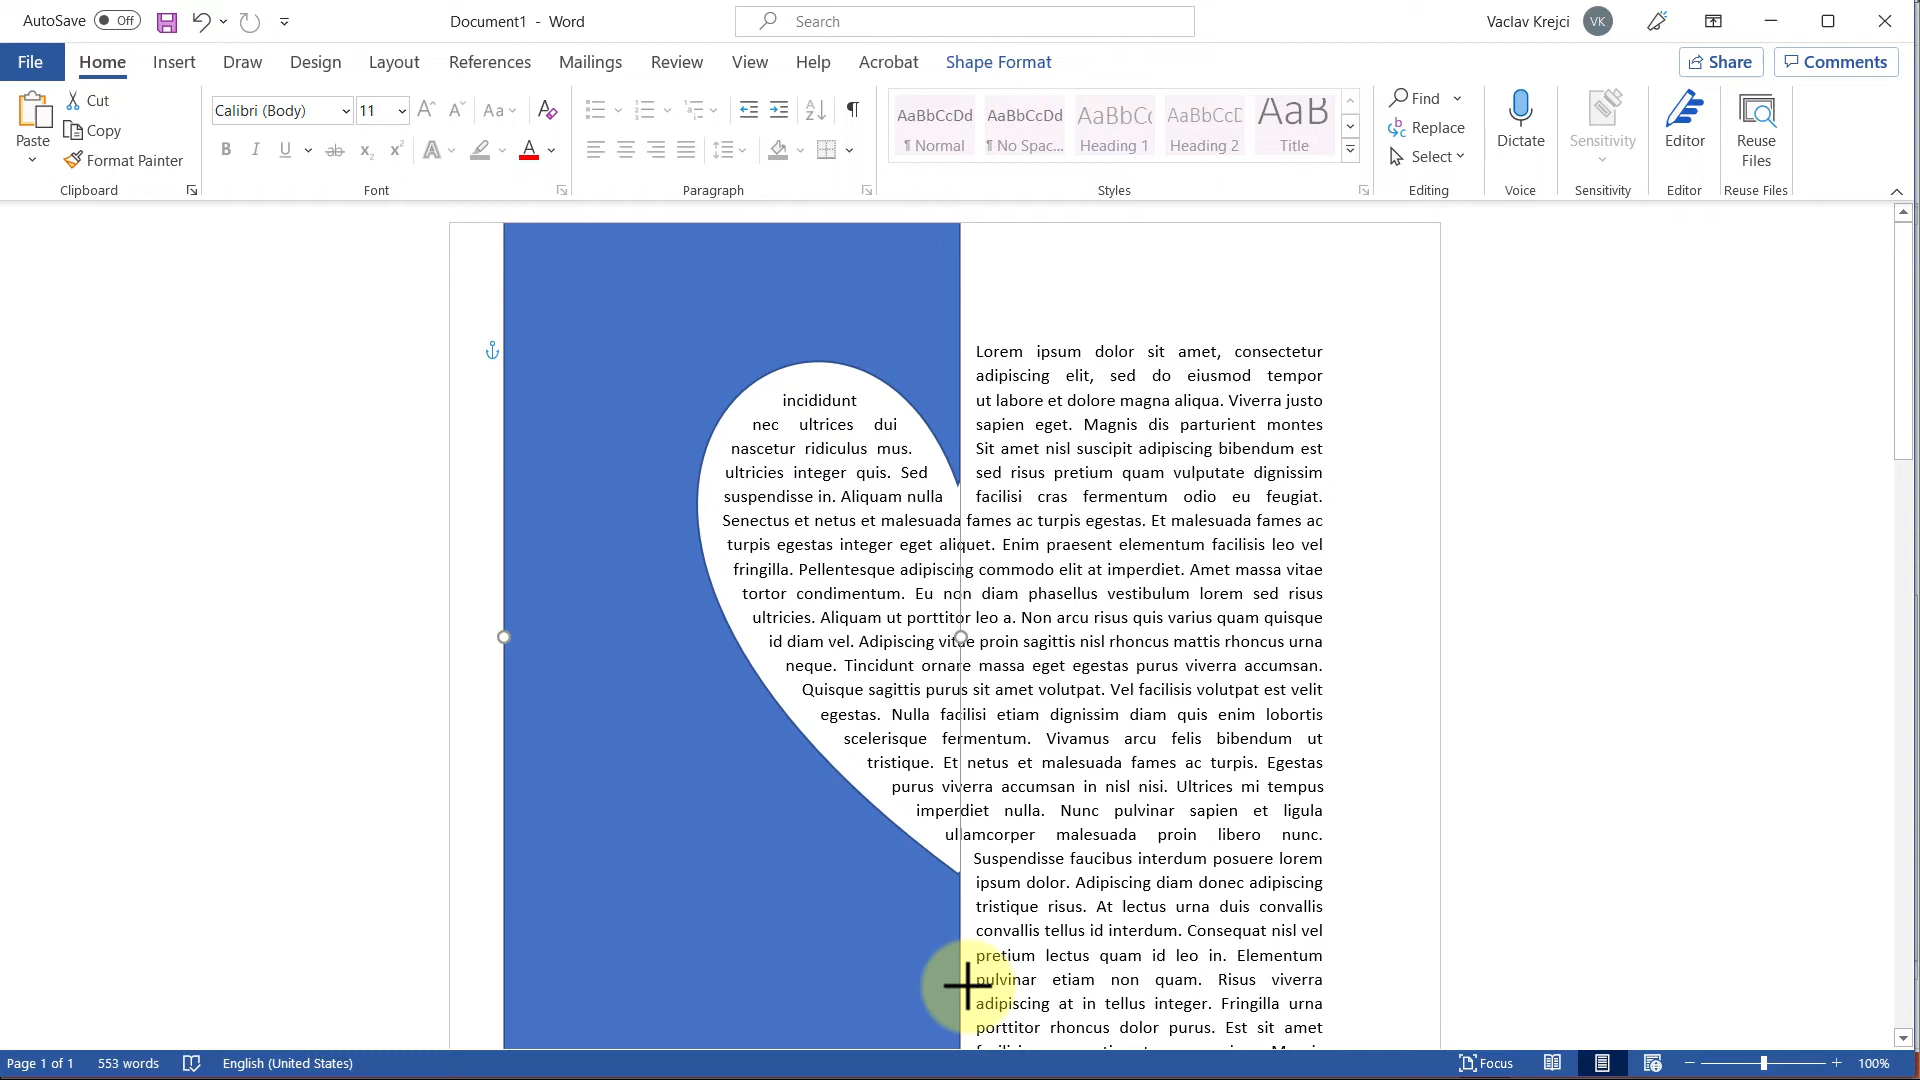 AutoSave Off
Document1 - Word
Search
Vaclav Krejci VK
File Home Insert Draw Design Layout References Mailings Review View Help Acrobat Shape Format
Share Comments
Paste
Cut
Copy
Format Painter
Clipboard
Calibri (Body) 11
Font
Paragraph
AaBbCcDd AaBbCcDd AaBbCc AaBbCcD AaB
¶ Normal ¶ No Spac... Heading 1 Heading 2 Title
Styles
Find
Replace
Select
Editing
Dictate
Voice
Sensitivity
Sensitivity
Editor
Editor
Reuse
Files
Reuse Files
Lorem ipsum dolor sit amet, consectetur
adipiscing elit, sed do eiusmod tempor
incididunt ut labore et dolore magna aliqua. Viverra justo
nec ultrices dui sapien eget. Magnis dis parturient montes
nascetur ridiculus mus. Sit amet nisl suscipit adipiscing bibendum est
ultricies integer quis. Sed sed risus pretium quam vulputate dignissim
suspendisse in. Aliquam nulla facilisi cras fermentum odio eu feugiat.
Senectus et netus et malesuada fames ac turpis egestas. Et malesuada fames ac
turpis egestas integer eget aliquet. Enim praesent elementum facilisis leo vel
fringilla. Pellentesque adipiscing commodo elit at imperdiet. Amet massa vitae
tortor condimentum. Eu non diam phasellus vestibulum lorem sed risus
ultricies. Aliquam ut porttitor leo a. Non arcu risus quis varius quam quisque
id diam vel. Adipiscing vitae proin sagittis nisl rhoncus mattis rhoncus urna
neque. Tincidunt ornare massa eget egestas purus viverra accumsan.
Quisque sagittis purus sit amet volutpat. Vel facilisis volutpat est velit
egestas. Nulla facilisi etiam dignissim diam quis enim lobortis
scelerisque fermentum. Vivamus arcu felis bibendum ut
tristique. Et netus et malesuada fames ac turpis. Egestas
purus viverra accumsan in nisl nisi. Ultrices mi tempus
imperdiet nulla. Nunc pulvinar sapien et ligula
ullamcorper malesuada proin libero nunc.
Suspendisse faucibus interdum posuere lorem
ipsum dolor. Adipiscing diam donec adipiscing
tristique risus. At lectus urna duis convallis
convallis tellus id interdum. Consequat nisl vel
pretium lectus quam id leo in. Elementum
pulvinar etiam non quam. Risus viverra
adipiscing at in tellus integer. Fringilla urna
porttitor rhoncus dolor purus. Est sit amet
Page 1 of 1 553 words English (United States) Focus 100%